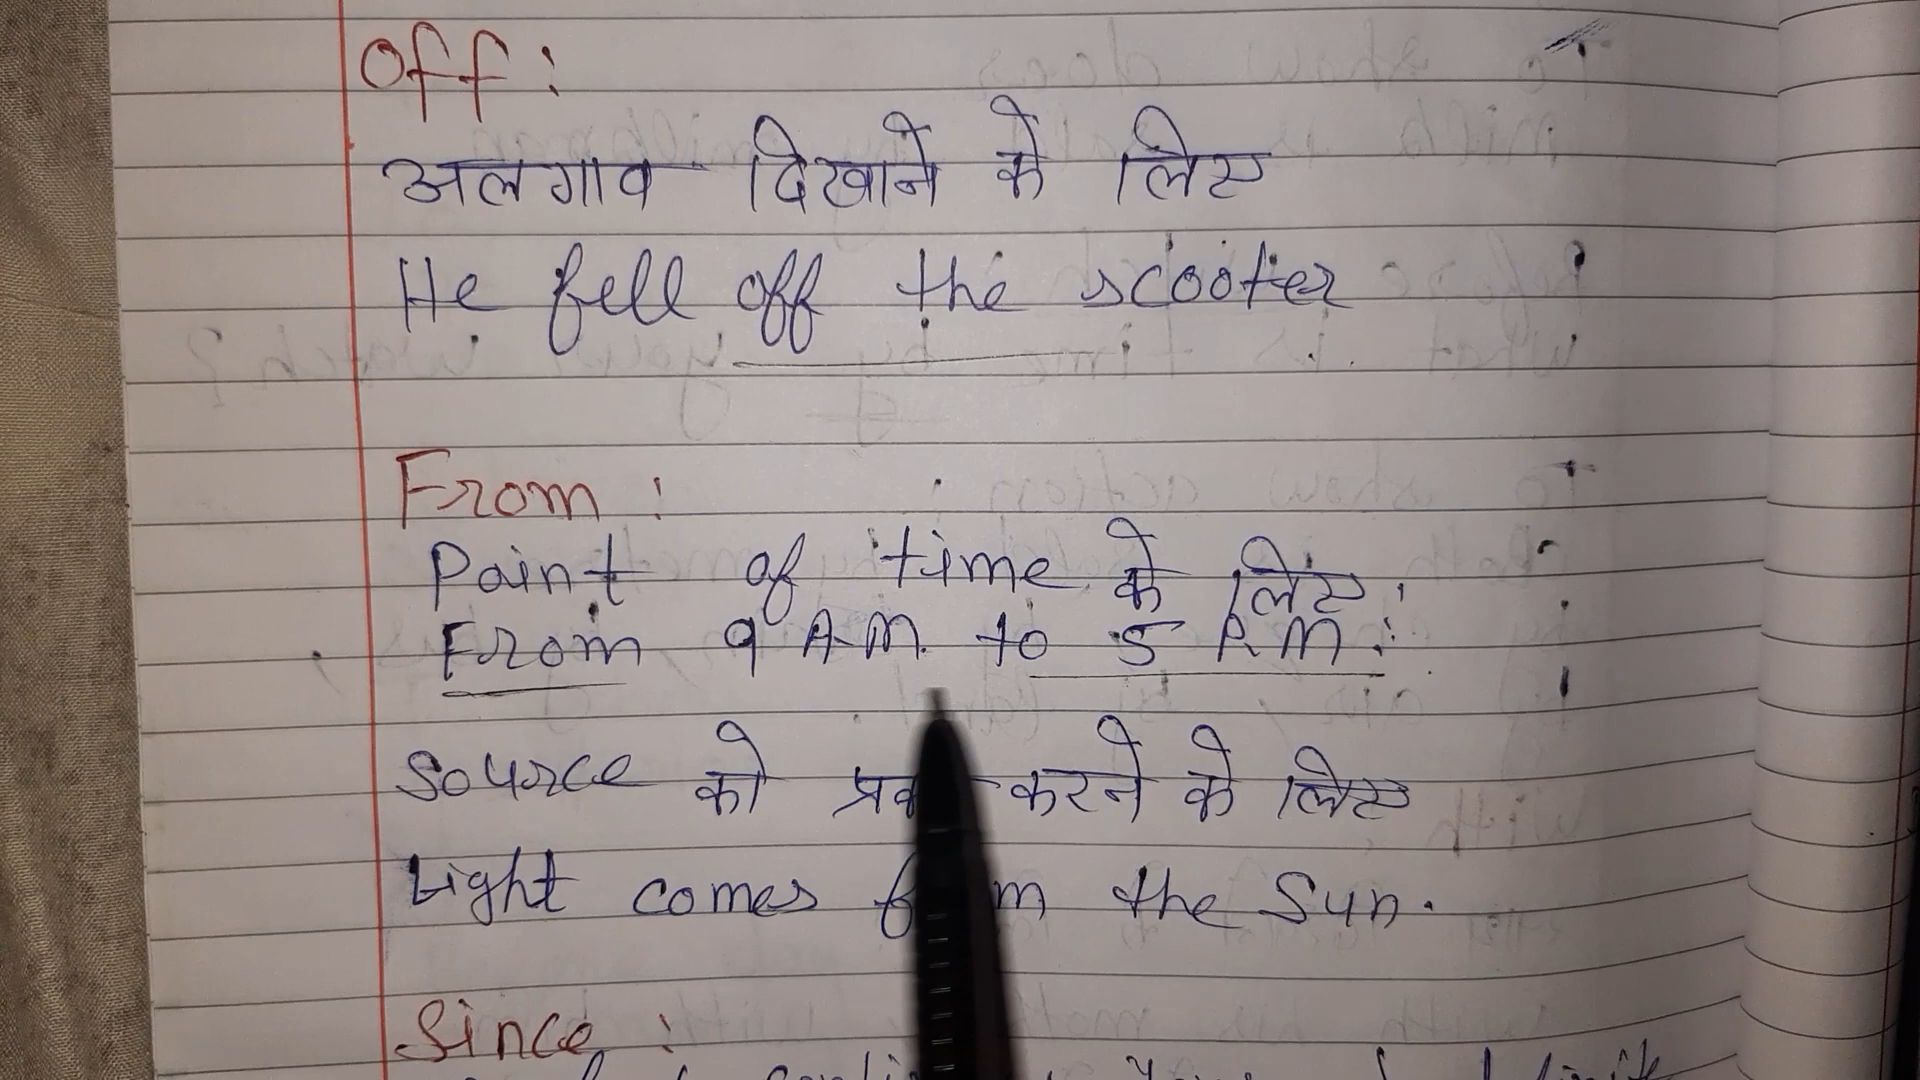 Off:
अलगाव दिखाने के लिए
He fell off the scooter
From:
Point of time के लिए:
From 9 A.M. to 5 P.M:
Source को करने के लिए
Light comes the Sun.
Since: